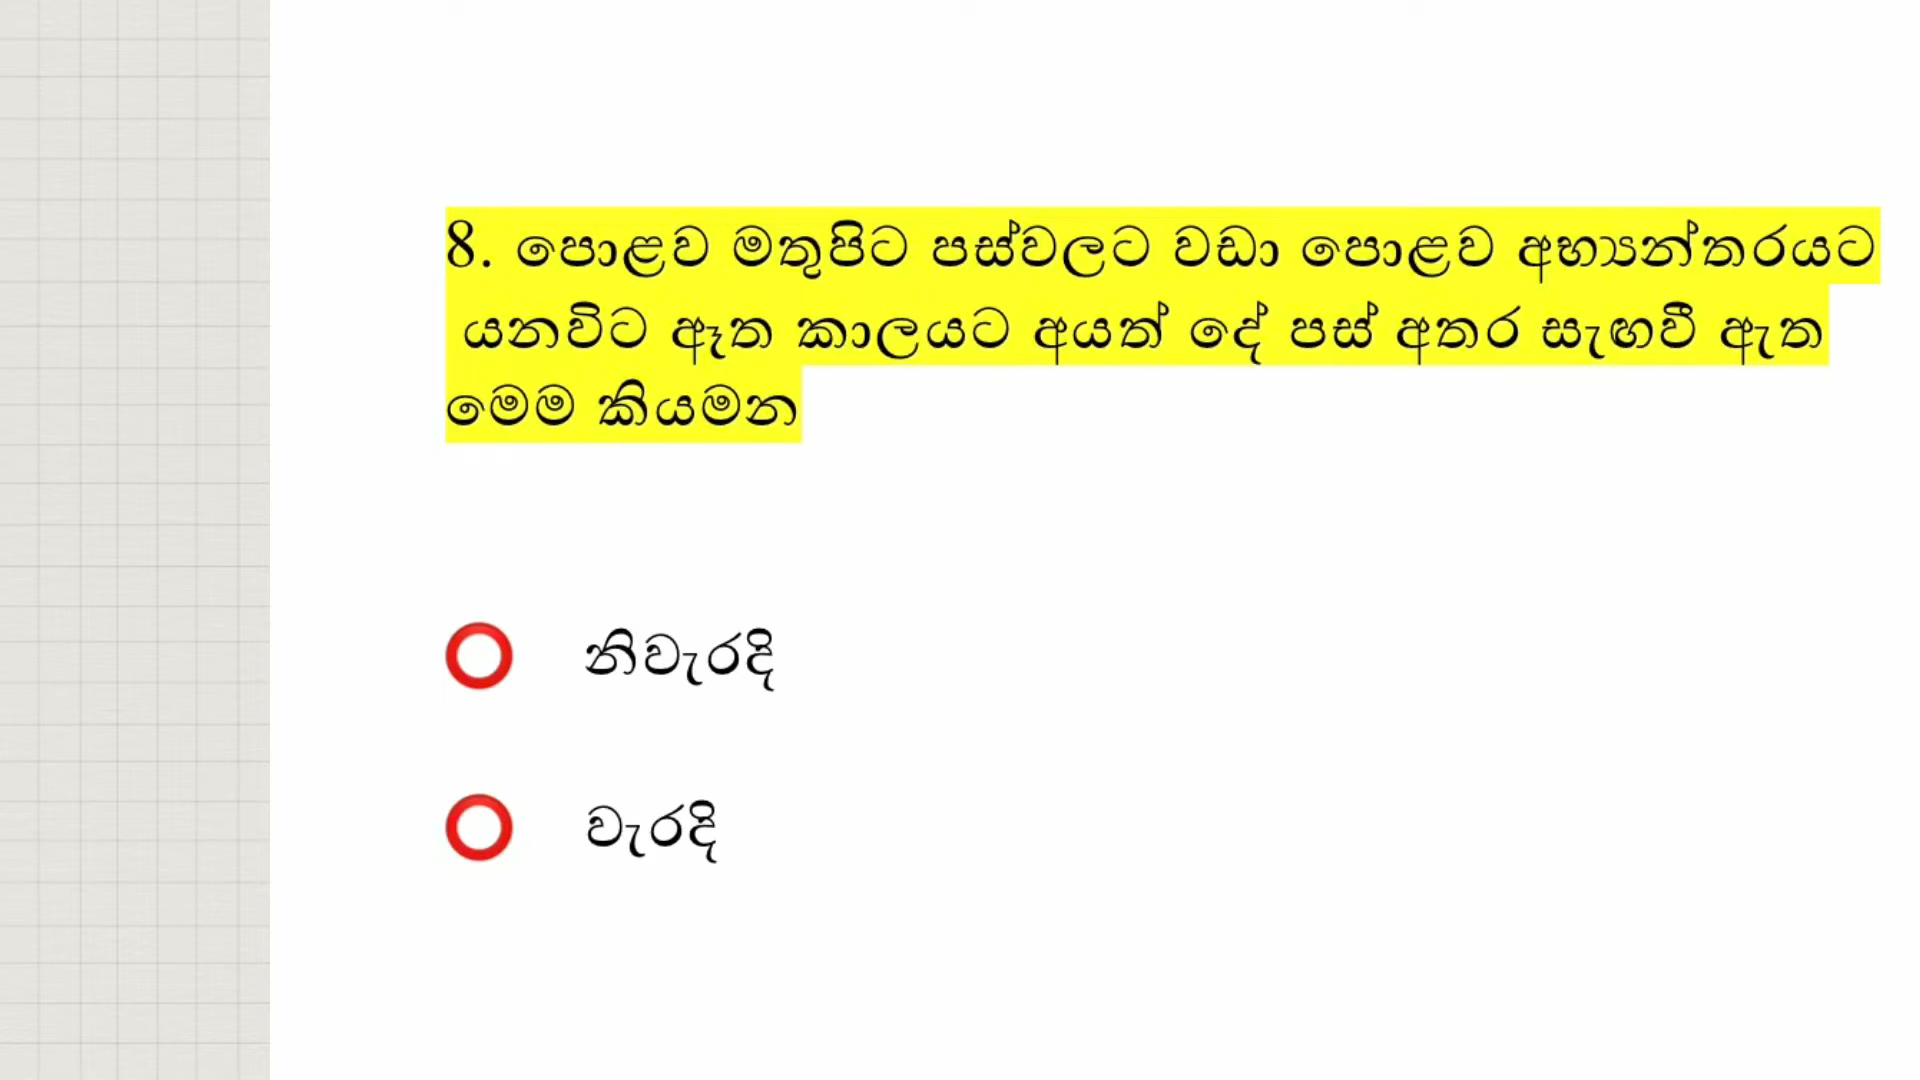 8. පොළව මතුපිට පස්වලට වඩා පොළව අභ්‍යන්තරයට
යනවිට ඈත කාලයට අයත් දේ පස් අතර සැඟවී ඇත
මෙම කියමන
නිවැරදි
වැරදි